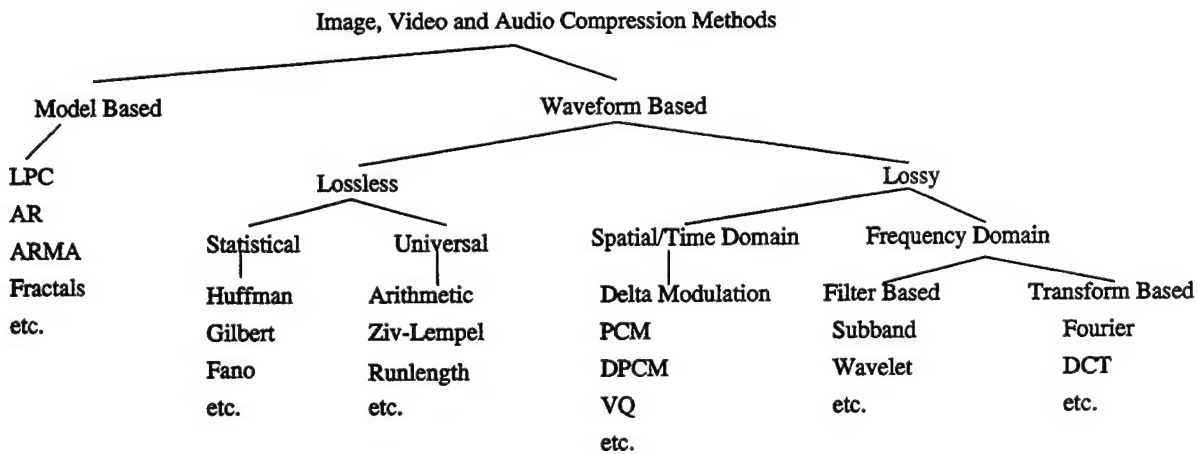 Image, Video and Audio Compression Methods
Model Based
Waveform Based
LPC
AR
ARMA
Fractals
etc.
Lossless
Lossy
Statistical
Universal
Spatial/Time Domain
Frequency Domain
Huffman
Gilbert
Fano
etc.
Arithmetic
Ziv-Lempel
Runlength
etc.
Delta Modulation
PCM
DPCM
VQ
etc.
Filter Based
Subband
Wavelet
etc.
Transform Based
Fourier
DCT
etc.